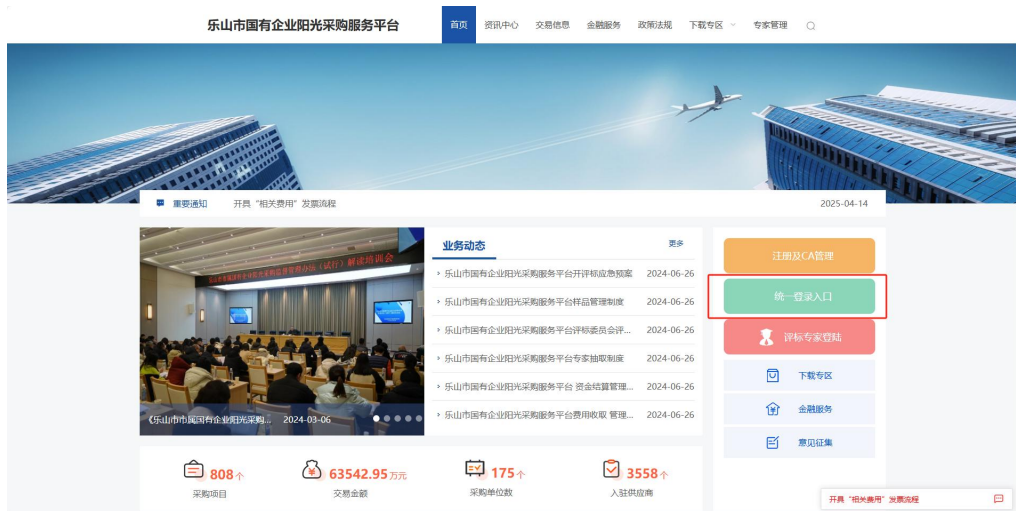 乐山市国有企业阳光采购服务平台
首页 资讯中心 交易信息 金融服务 政策法规 下载专区 专家管理
重要通知 开具“相关费用”发票流程 2025-04-14
业务动态 更多
乐山市国有企业阳光采购服务平台开评标应急预案 2024-06-26
乐山市国有企业阳光采购服务平台样品管理制度 2024-06-26
乐山市国有企业阳光采购服务平台评标委员会评... 2024-06-26
乐山市国有企业阳光采购服务平台专家抽取制度 2024-06-26
乐山市国有企业阳光采购服务平台 资金结算管理... 2024-06-26
乐山市国有企业阳光采购服务平台费用收取 管理... 2024-06-26
《乐山市市属国有企业阳光采购... 2024-03-06
注册及CA管理
统一登录入口
评标专家登陆
下载专区
金融服务
意见征集
808个
采购项目
63542.95万元
交易金额
175个
采购单位数
3558个
入驻供应商
开具“相关费用”发票流程